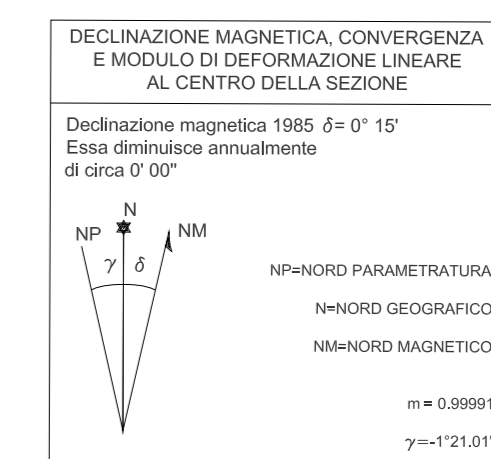 DECLINAZIONE MAGNETICA, CONVERGENZA
E MODULO DI DEFORMAZIONE LINEARE
AL CENTRO DELLA SEZIONE
Declinazione magnetica 1985 δ= 0° 15'
Essa diminuisce annualmente
di circa 0' 00"
N
NP
NM
γ
δ
NP=NORD PARAMETRATURA
N=NORD GEOGRAFICO
NM=NORD MAGNETICO
m = 0.99991
γ=-1°21.01'